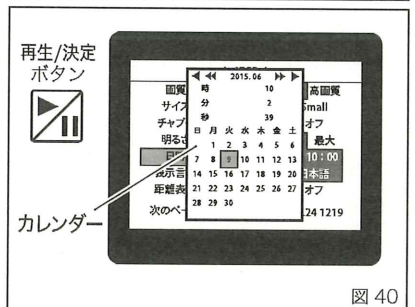 再生/決定
ボタン
カレンダー
2015.06
時 10
分 2
秒 39
日 月 火 水 木 金 土
1 2 3 4 5 6
7 8 9 10 11 12 13
14 15 16 17 18 19 20
21 22 23 24 25 26 27
28 29 30
画質 高画質
サイズ Small
チャプ オフ
明るさ 最大
10:00
表示言 日本語
距離表 オフ
次のペー 24 1219
図 40